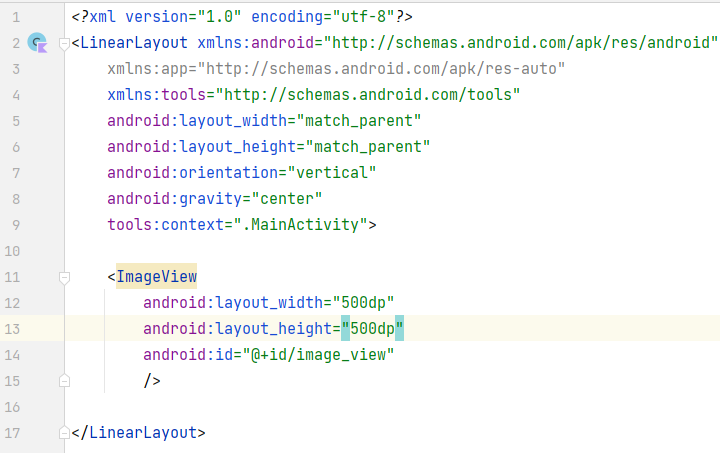 1 <?xml version="1.0" encoding="utf-8"?>
2 <LinearLayout xmlns:android="http://schemas.android.com/apk/res/android"
3 xmlns:app="http://schemas.android.com/apk/res-auto"
4 xmlns:tools="http://schemas.android.com/tools"
5 android:layout_width="match_parent"
6 android:layout_height="match_parent"
7 android:orientation="vertical"
8 android:gravity="center"
9 tools:context=".MainActivity">
10
11 <ImageView
12 android:layout_width="500dp"
13 android:layout_height="500dp"
14 android:id="@+id/image_view"
15 />
16
17 </LinearLayout>